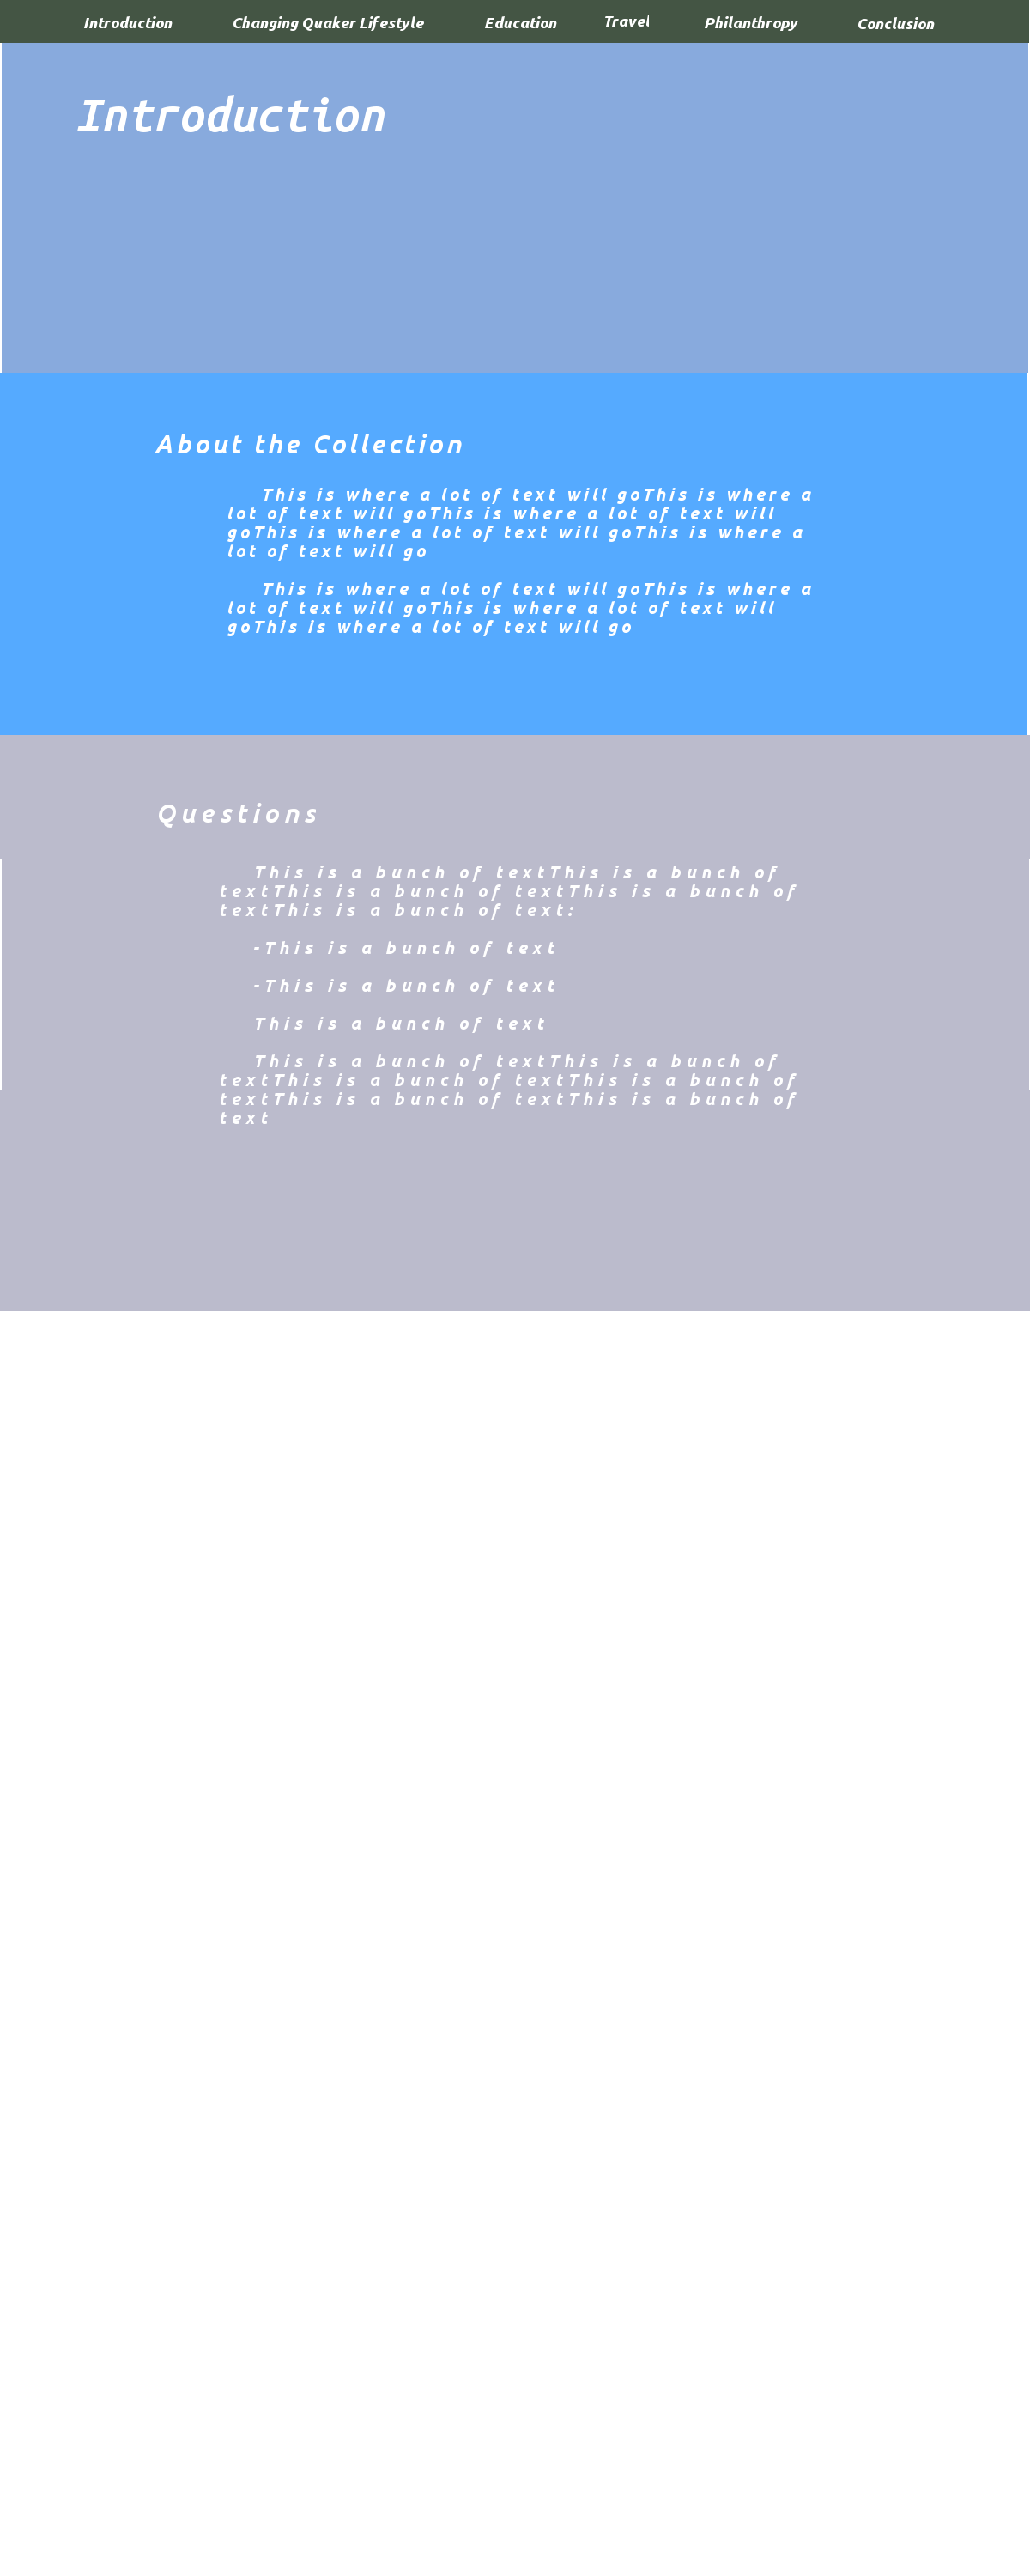 Introduction Changing Quaker Lifestyle Education Travel Philanthropy Conclusion
Introduction
About the Collection
This is where a lot of text will goThis is where a
lot of text will goThis is where a lot of text will
goThis is where a lot of text will goThis is where a
lot of text will go
This is where a lot of text will goThis is where a
lot of text will goThis is where a lot of text will
goThis is where a lot of text will go
Questions
This is a bunch of textThis is a bunch of
textThis is a bunch of textThis is a bunch of
textThis is a bunch of text:
-This is a bunch of text
-This is a bunch of text
This is a bunch of text
This is a bunch of textThis is a bunch of
textThis is a bunch of textThis is a bunch of
textThis is a bunch of textThis is a bunch of
text